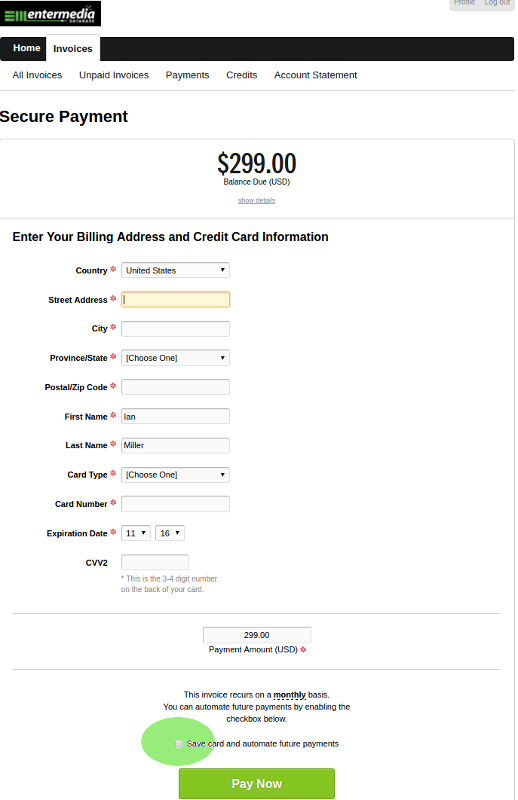 Profile Log out
entermedia
DATABASE
Home Invoices
All Invoices Unpaid Invoices Payments Credits Account Statement
Secure Payment
$299.00
Balance Due (USD)
show details
Enter Your Billing Address and Credit Card Information
Country * United States
Street Address *
City *
Province/State * [Choose One]
Postal/Zip Code *
First Name * Ian
Last Name * Miller
Card Type * [Choose One]
Card Number *
Expiration Date * 11 16
CVV2
* This is the 3-4 digit number
on the back of your card.
299.00
Payment Amount (USD) *
This invoice recurs on a monthly basis.
You can automate future payments by enabling the
checkbox below.
Save card and automate future payments
Pay Now